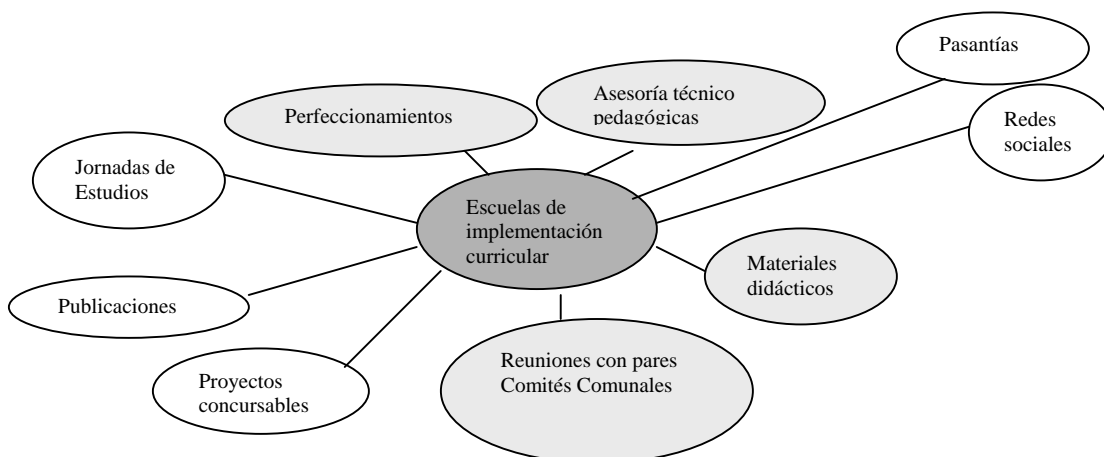 Pasantías
Asesoría técnico
pedagógicas
Perfeccionamientos
Redes
sociales
Jornadas de
Estudios
Escuelas de
implementación
curricular
Materiales
didácticos
Publicaciones
Reuniones con pares
Comités Comunales
Proyectos
concursables